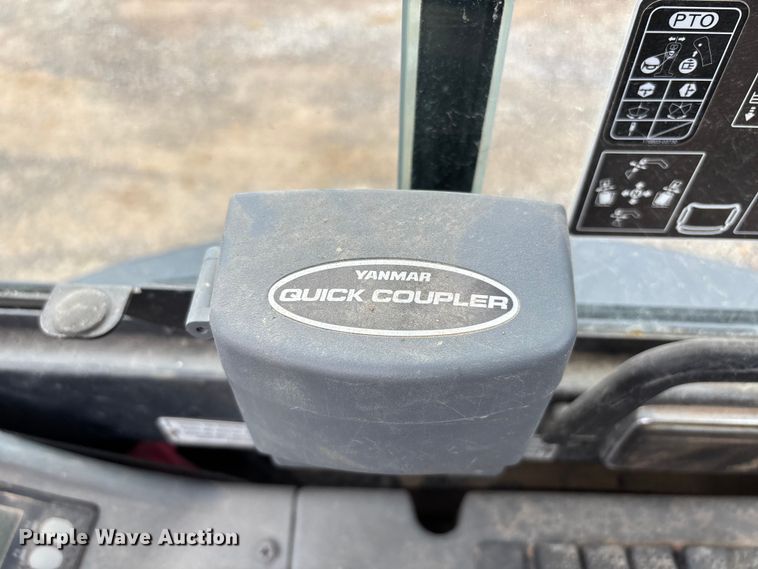 PTO
YANMAR
QUICK COUPLER
Purple Wave Auction